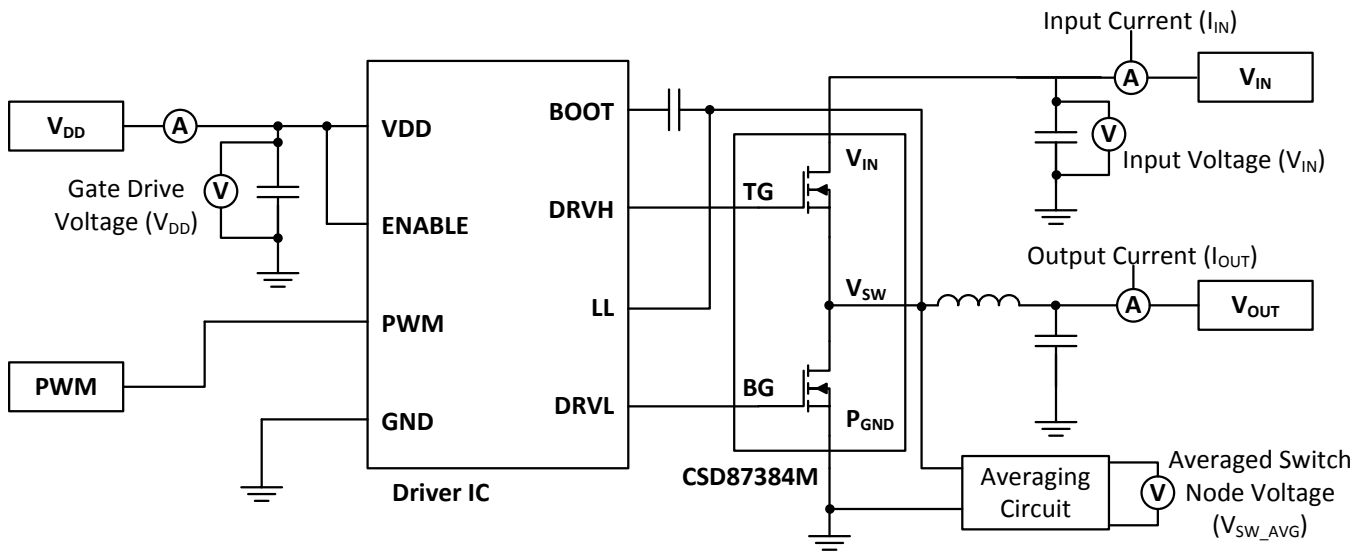 Input Current (IIN)
A
VIN
VDD
A
VDD
BOOT
V
Input Voltage (VIN)
VIN
V
Gate Drive
Voltage (VDD)
TG
DRVH
ENABLE
Output Current (IOUT)
VSW
A
VOUT
LL
PWM
PWM
BG
DRVL
PGND
GND
CSD87384M
Driver IC
Averaging
Circuit
V
Averaged Switch
Node Voltage
(VSW_AVG)